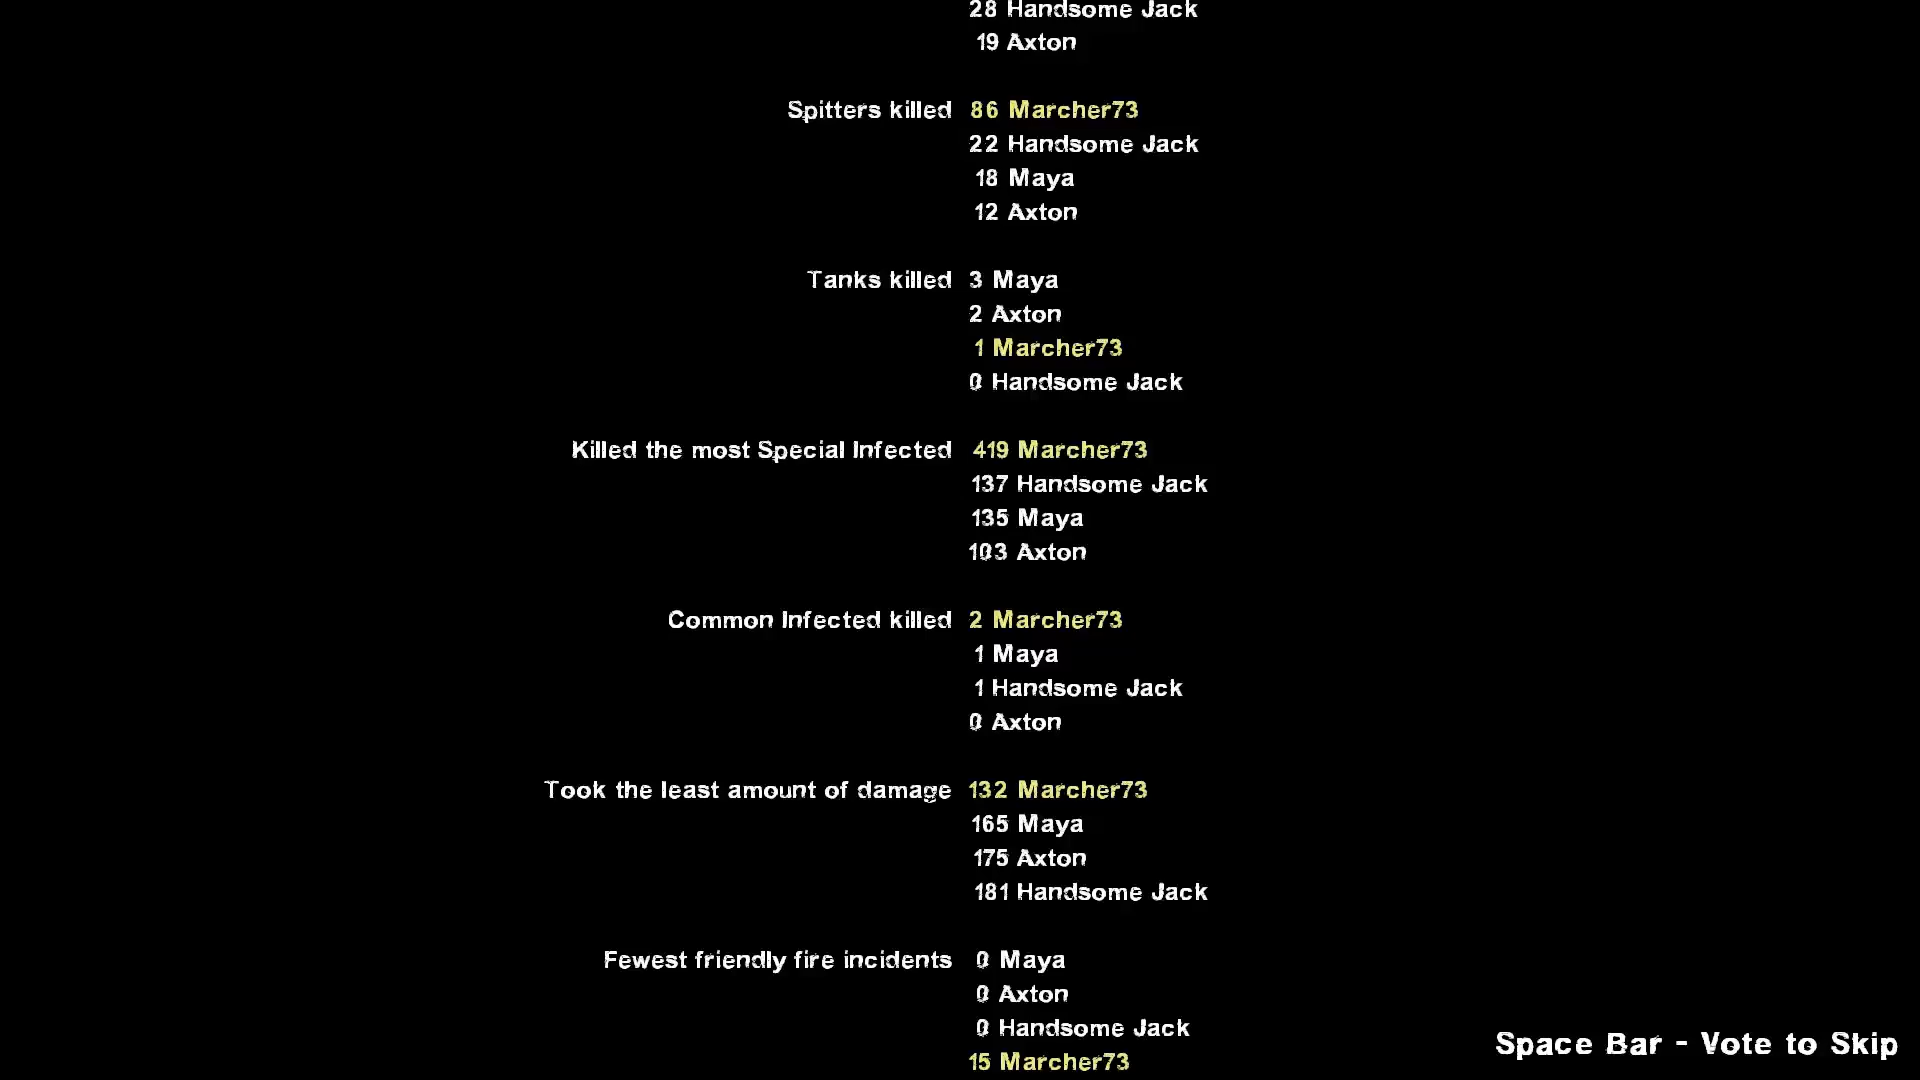 28 Handsome Jack
19 Axton
Spitters killed 86 Marcher73
22 Handsome Jack
18 Maya
12 Axton
Tanks killed 3 Maya
2 Axton
1 Marcher73
0 Handsome Jack
Killed the most Special Infected 419 Marcher73
137 Handsome Jack
135 Maya
103 Axton
Common Infected killed 2 Marcher73
1 Maya
1 Handsome Jack
0 Axton
Took the least amount of damage 132 Marcher73
165 Maya
175 Axton
181 Handsome Jack
Fewest friendly fire incidents 0 Maya
0 Axton
0 Handsome Jack
15 Marcher73
Space Bar - Vote to Skip